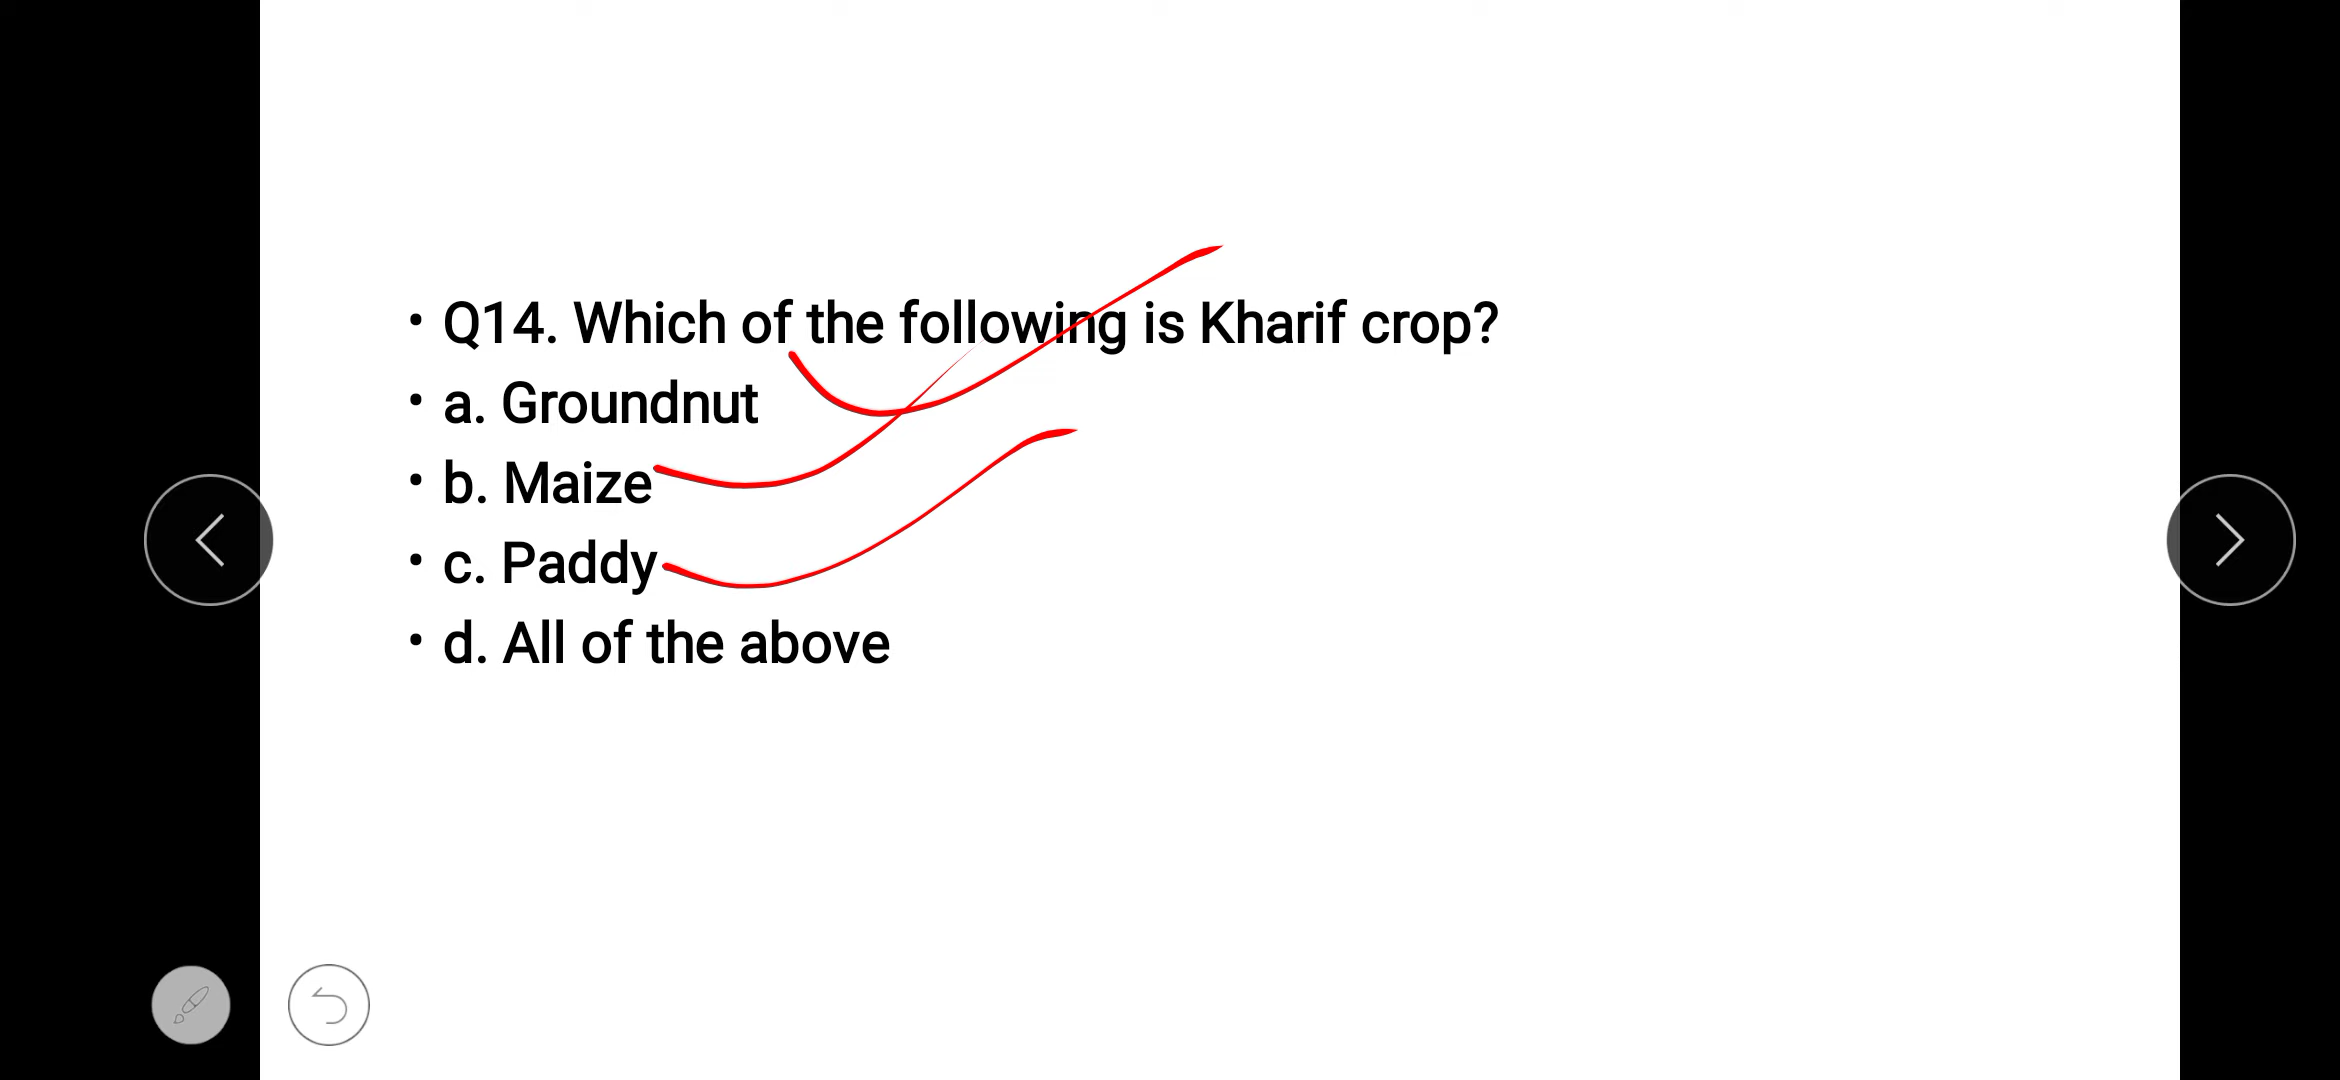 • Q14. Which of the following is Kharif crop?
• a. Groundnut
• b. Maize
• c. Paddy
• d. All of the above